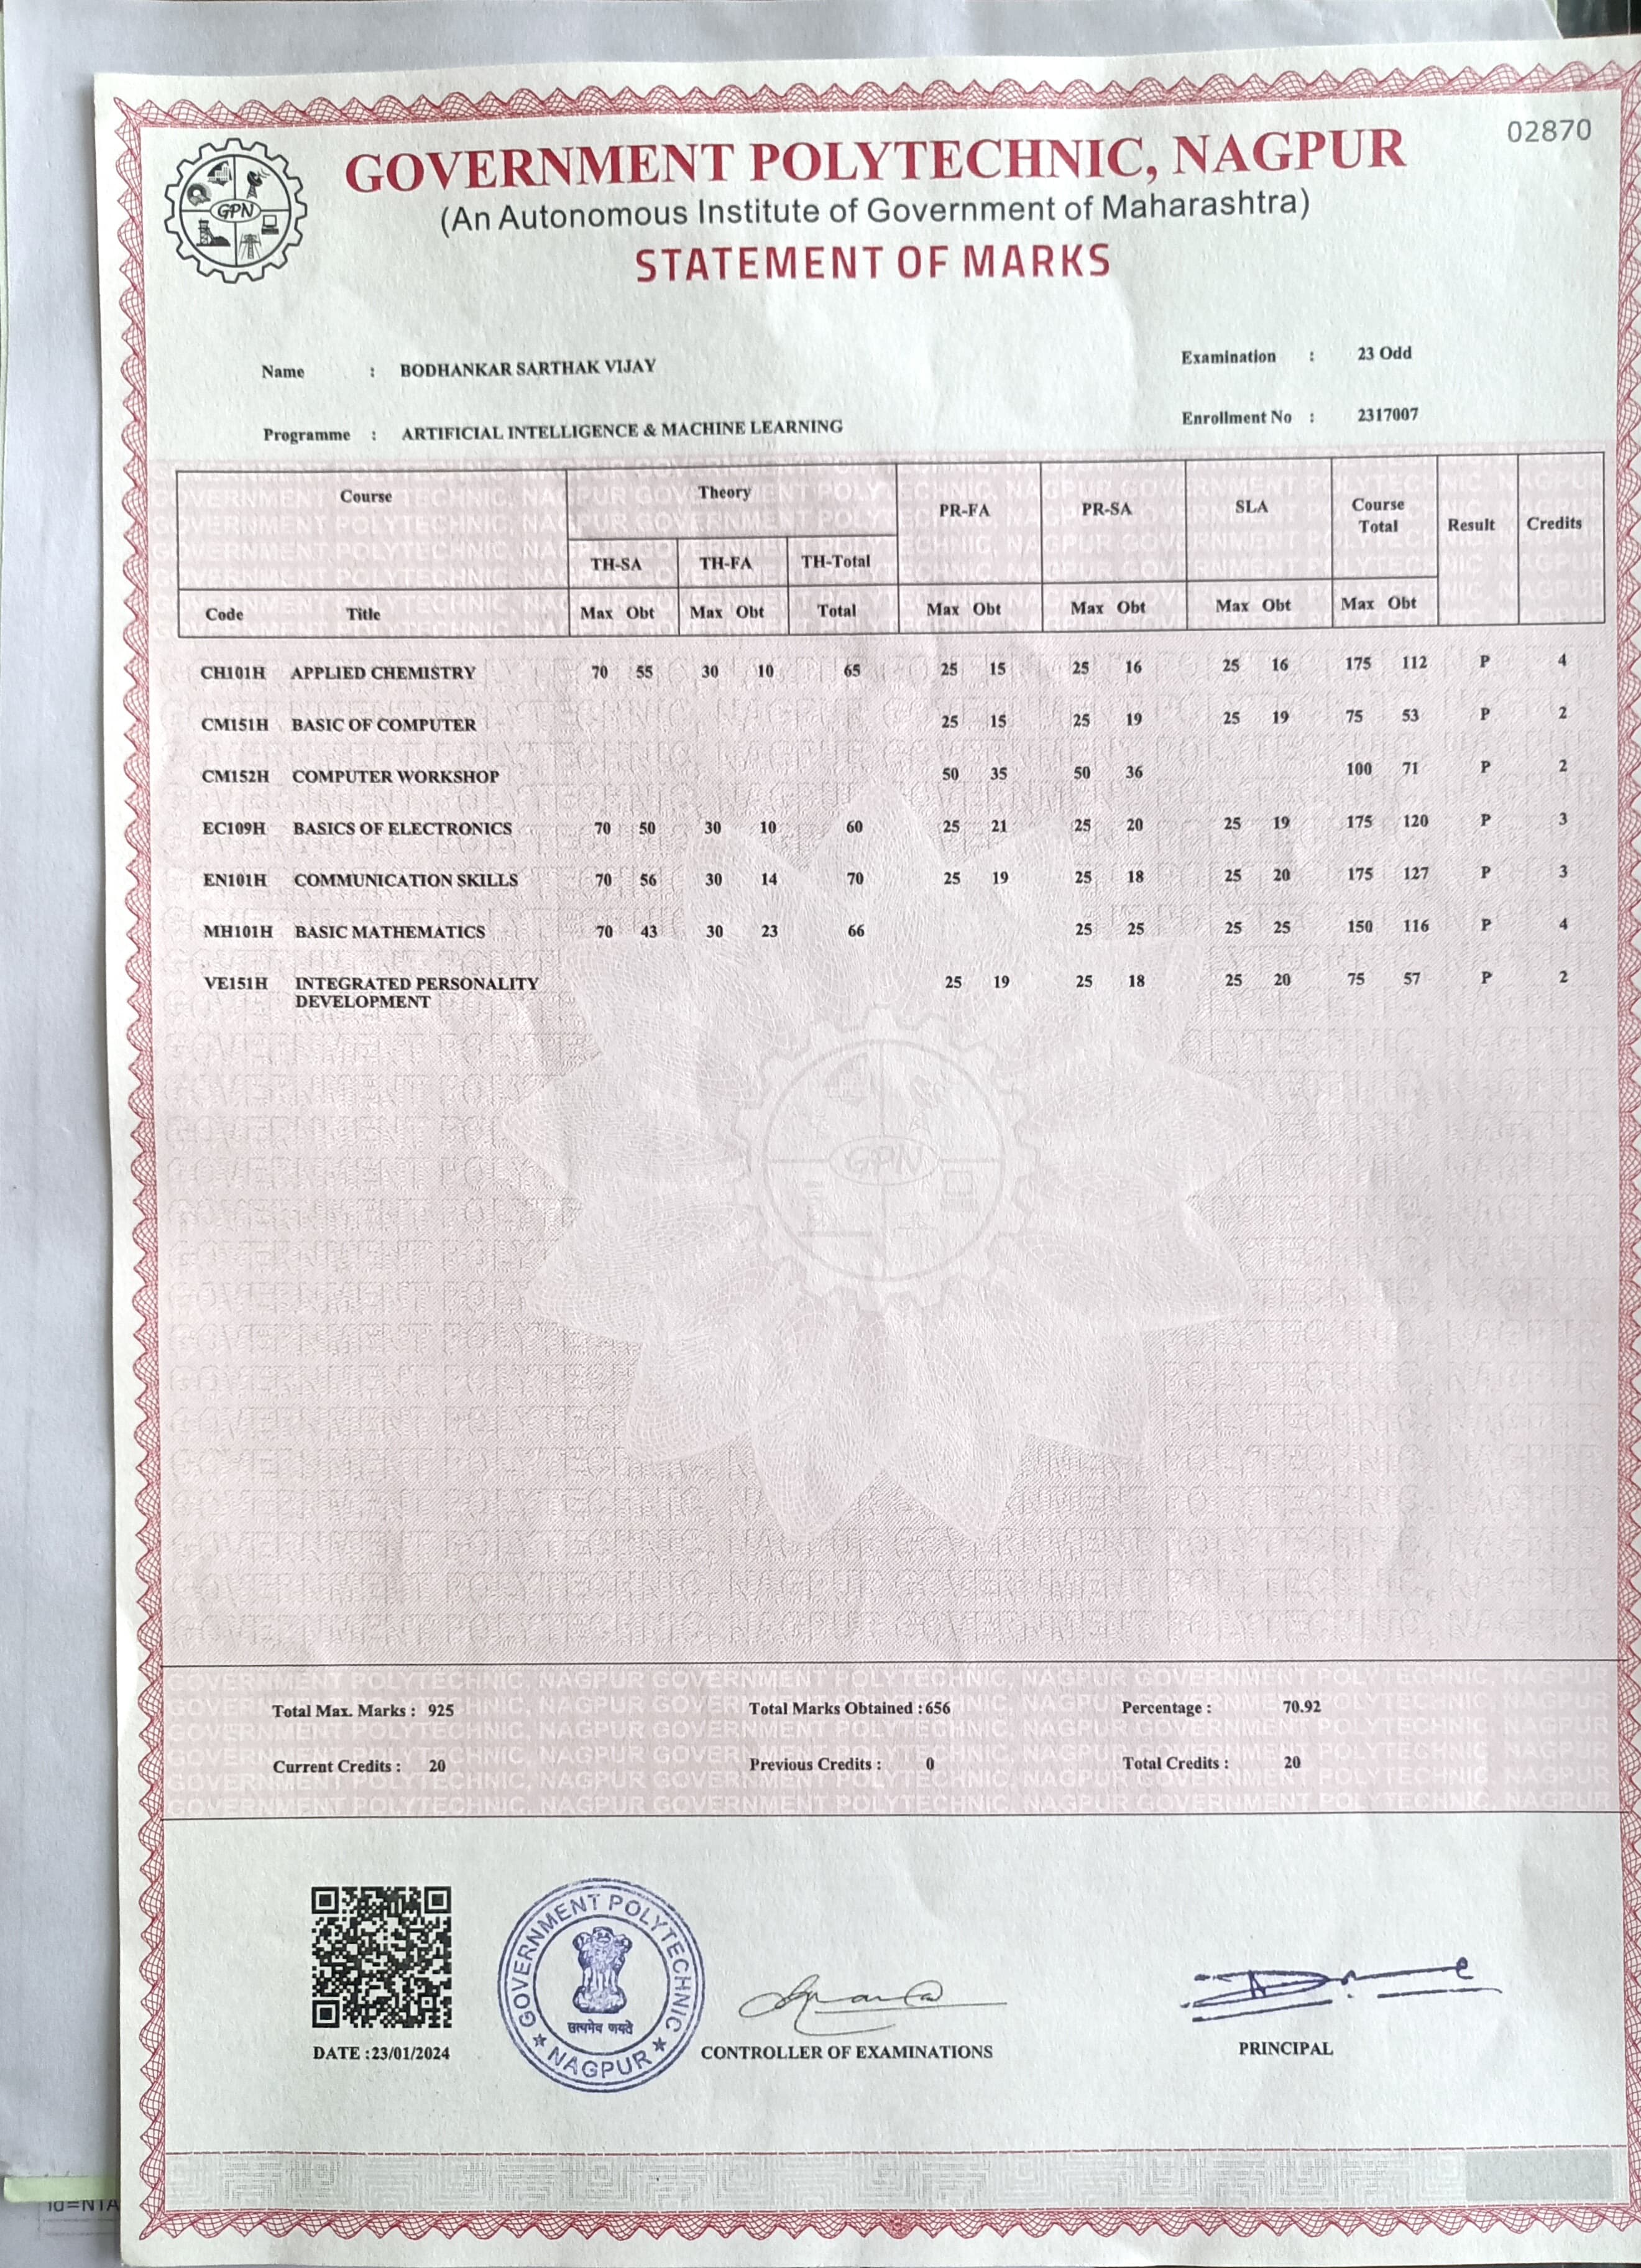 02870
GPN
GOVERNMENT POLYTECHNIC, NAGPUR
(An Autonomous Institute of Government of Maharashtra)
STATEMENT OF MARKS
Name : BODHANKAR SARTHAK VIJAY Examination : 23 Odd
Programme : ARTIFICIAL INTELLIGENCE & MACHINE LEARNING Enrollment No : 2317007
Course Theory PR-FA PR-SA SLA Course Total Result Credits
TH-SA TH-FA TH-Total
Code Title Max Obt Max Obt Total Max Obt Max Obt Max Obt Max Obt
CH101H APPLIED CHEMISTRY 70 55 30 10 65 25 15 25 16 25 16 175 112 P 4
CM151H BASIC OF COMPUTER 25 15 25 19 25 19 75 53 P 2
CM152H COMPUTER WORKSHOP 50 35 50 36 100 71 P 2
EC109H BASICS OF ELECTRONICS 70 50 30 10 60 25 21 25 20 25 19 175 120 P 3
EN101H COMMUNICATION SKILLS 70 56 30 14 70 25 19 25 18 25 20 175 127 P 3
MH101H BASIC MATHEMATICS 70 43 30 23 66 25 25 25 25 150 116 P 4
VE151H INTEGRATED PERSONALITY 25 19 25 18 25 20 75 57 P 2
DEVELOPMENT
GPN
Total Max. Marks : 925 Total Marks Obtained : 656 Percentage : 70.92
Current Credits : 20 Previous Credits : 0 Total Credits : 20
GOVERNMENT POLYTECHNIC
सत्यमेव जयते
NAGPUR
DATE :23/01/2024 CONTROLLER OF EXAMINATIONS PRINCIPAL
id=NTA